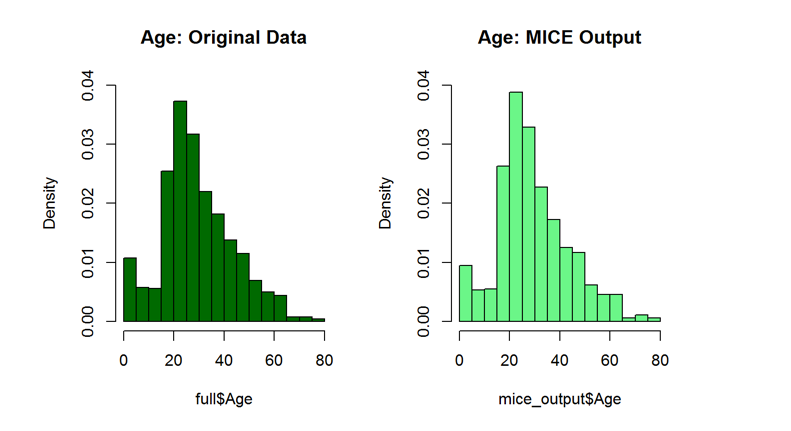 Age: Original Data
Density
0.00 0.01 0.02 0.03 0.04
0 20 40 60 80
full$Age
Age: MICE Output
Density
0.00 0.01 0.02 0.03 0.04
0 20 40 60 80
mice_output$Age